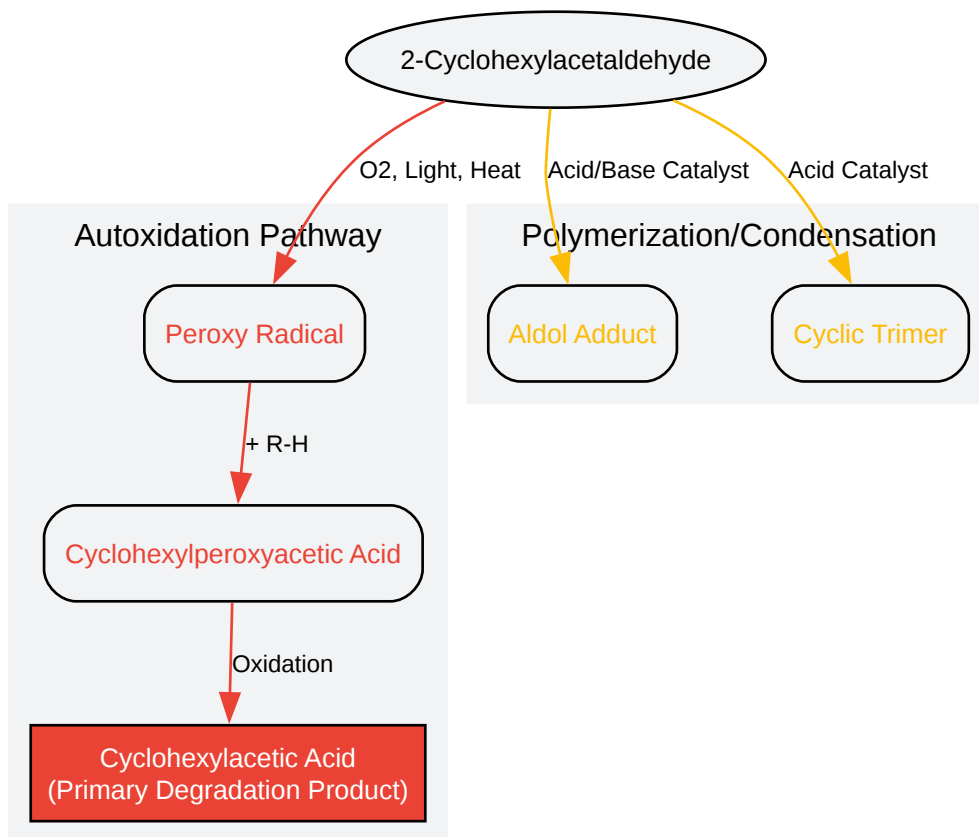 2-Cyclohexylacetaldehyde
O2, Light, Heat
Acid/Base Catalyst
Acid Catalyst
Autoxidation Pathway
Polymerization/Condensation
Peroxy Radical
Aldol Adduct
Cyclic Trimer
+ R-H
Cyclohexylperoxyacetic Acid
Oxidation
Cyclohexylacetic Acid
(Primary Degradation Product)